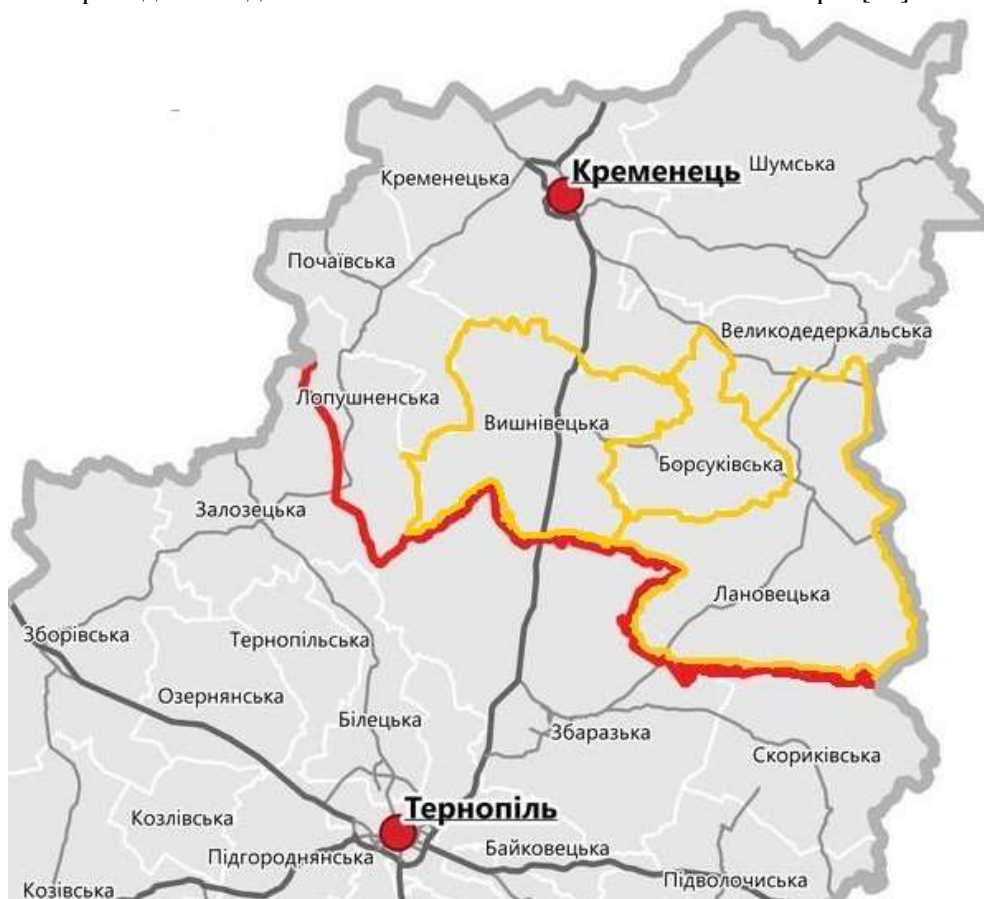 Шумська
Кременець
Кременецька
Почаївська
Великодедеркальська
Лопушненська
Вишнівецька
Борсуківська
Залозецька
Лановецька
Зборівська
Тернопільська
Озернянська
Білецька
Збаразька
Скориківська
Тернопіль
Козлівська
Підгороднянська
Байковецька
Підволочиська
Козівська